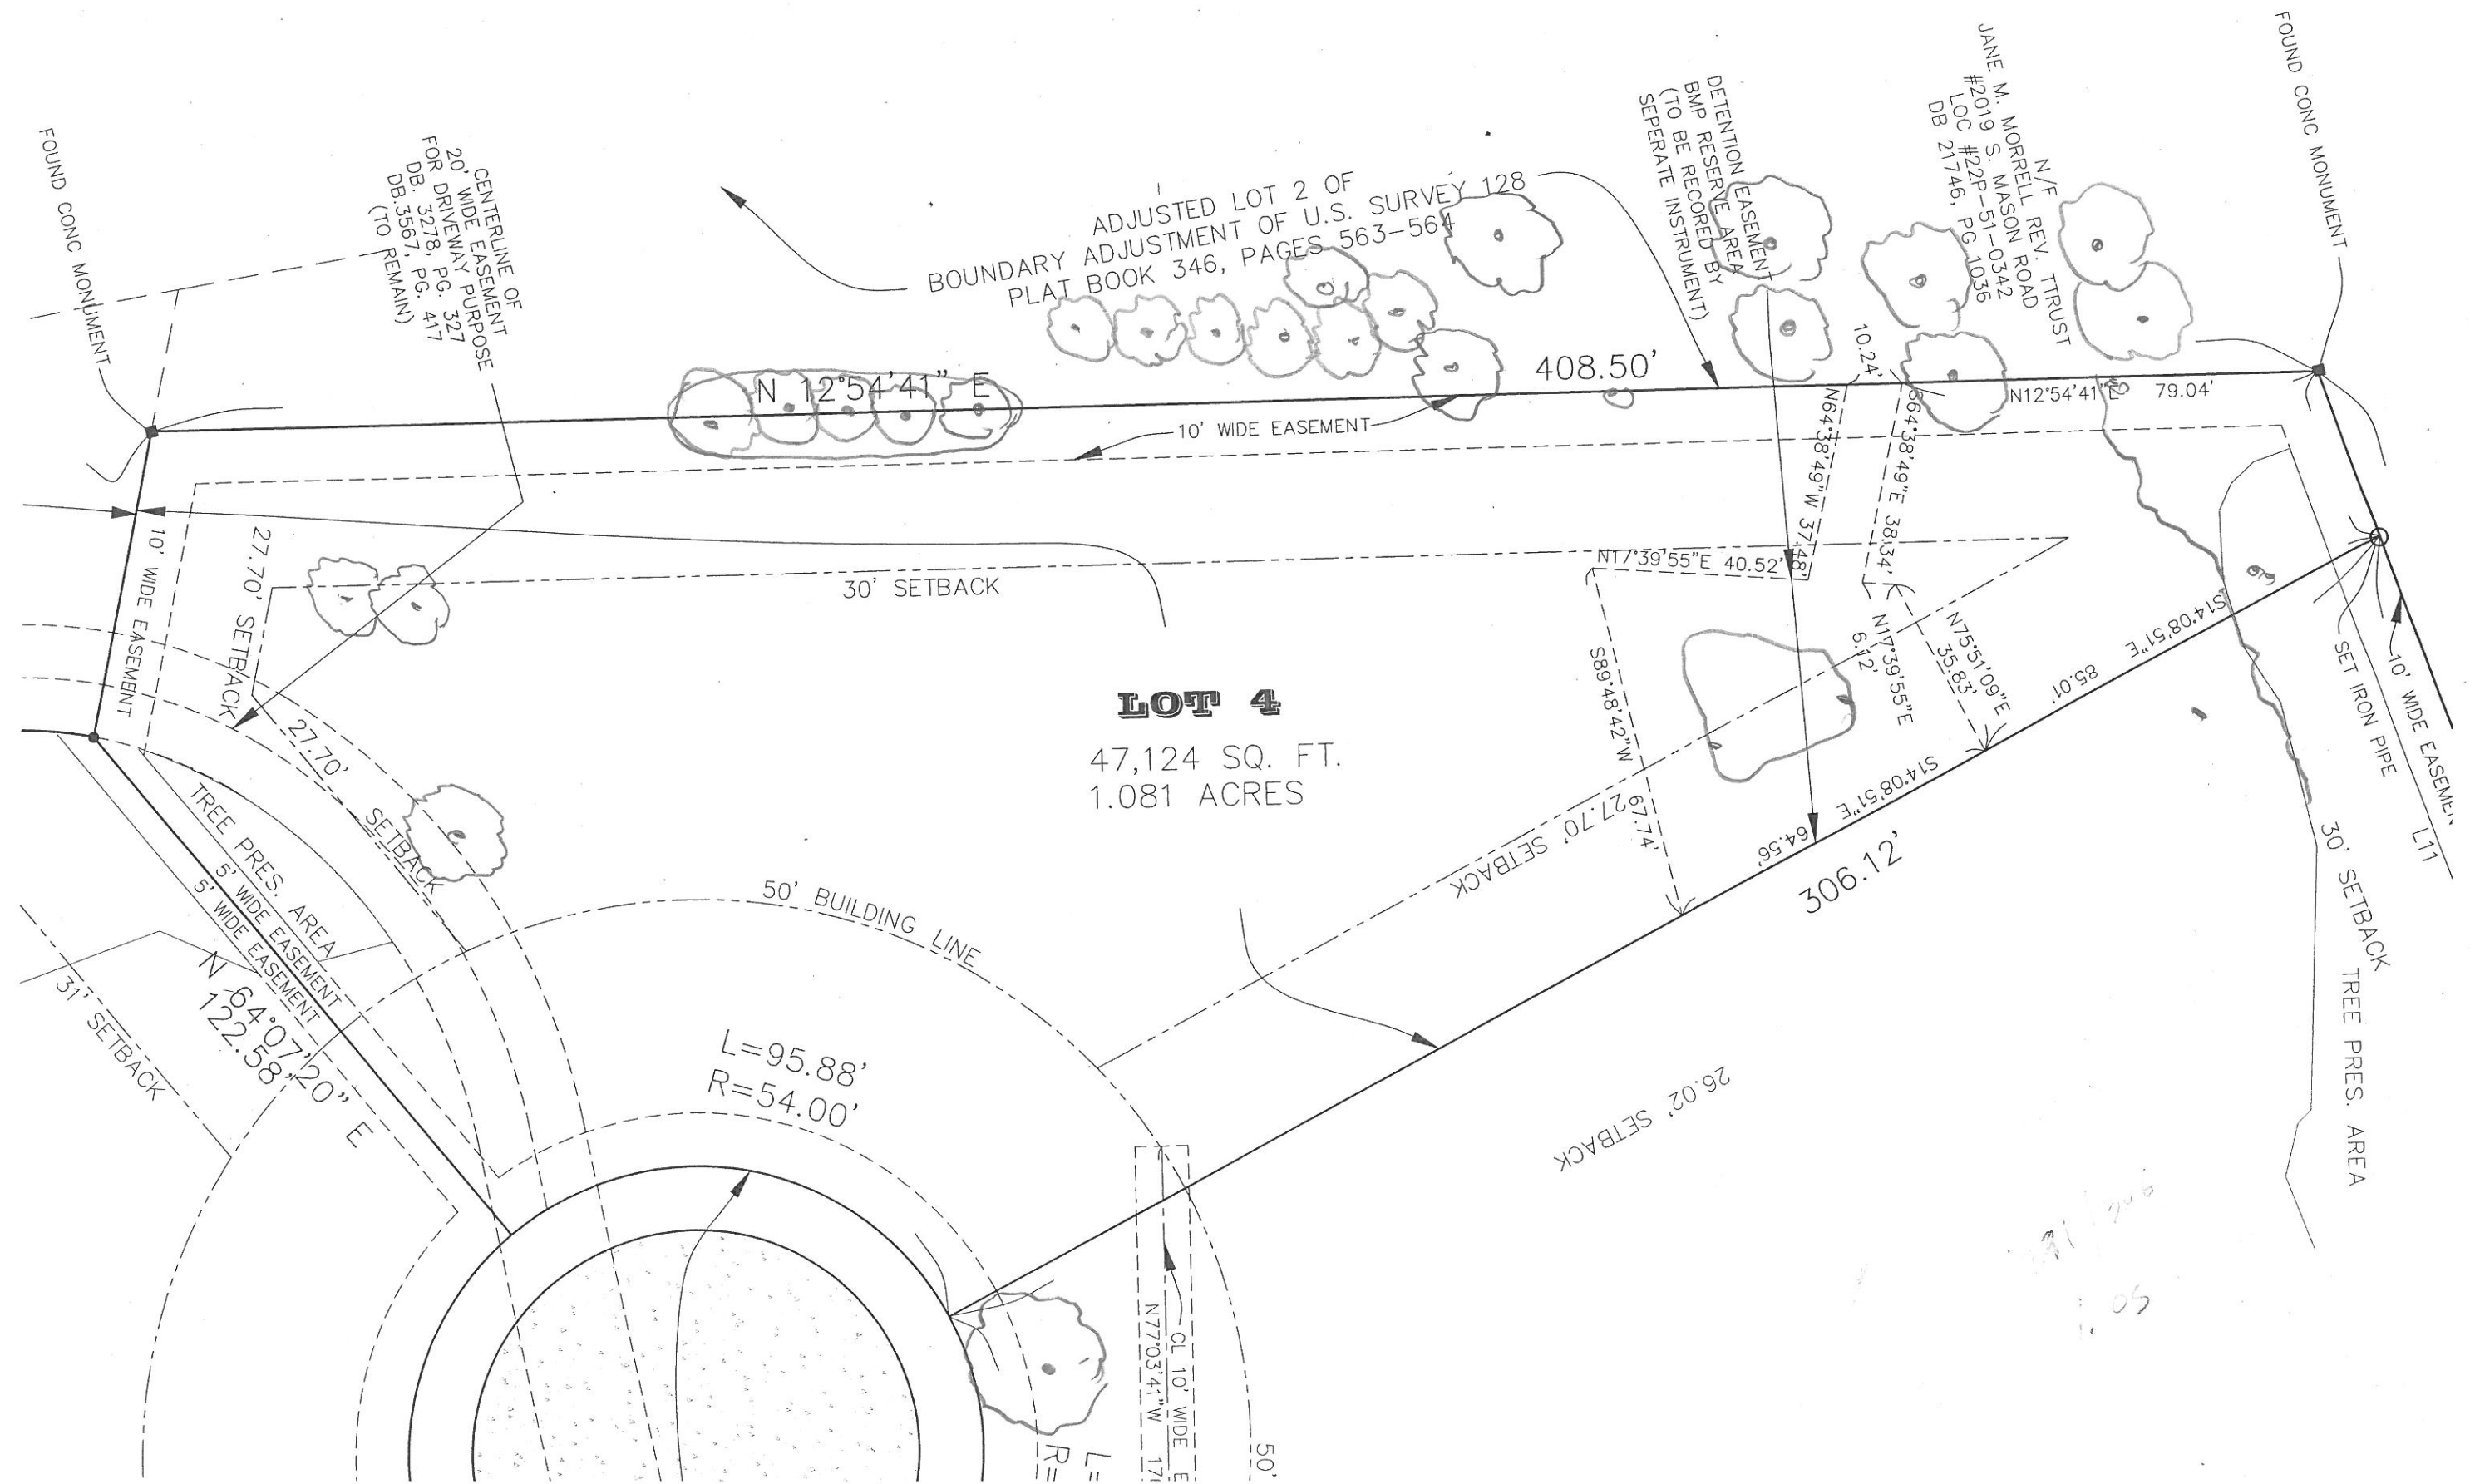 FOUND CONC MONUMENT
CENTERLINE OF
20' WIDE EASEMENT
FOR DRIVEWAY PURPOSE
DB. 3278, PG. 327
DB.3567, PG. 417
(TO REMAIN)
ADJUSTED LOT 2 OF
BOUNDARY ADJUSTMENT OF U.S. SURVEY 128
PLAT BOOK 346, PAGES 563-564
DETENTION EASEMENT
BMP RESERVE AREA
(TO BE RECORED BY
SEPERATE INSTRUMENT)
N/F
JANE M. MORRELL REV. TTRUST
#2019 S. MASON ROAD
LOC #22P-51-0342
DB 21746, PG 1036
FOUND CONC MONUMENT
N 12°54'41" E
408.50'
10.24'
N12°54'41"E
79.04'
10' WIDE EASEMENT
N64°38'49"W 37.48'
S64°38'49"E 38.34'
10' WIDE EASEMENT
27.70' SETBACK
30' SETBACK
N17°39'55"E 40.52'
S89°48'42"W
67.74'
N17°39'55"E
6.12'
N75°51'09"E
35.83'
S14°08'51"E
85.01'
S14°08'51"E
64.56'
306.12'
SET IRON PIPE
10' WIDE EASEMEN
L11
LOT 4
47,124 SQ. FT.
1.081 ACRES
27.70'
SETBACK
27.70' SETBACK
TREE PRES. AREA
5' WIDE EASEMENT
5' WIDE EASEMENT
N 64°07'20" E
122.58'
31' SETBACK
50' BUILDING LINE
L=95.88'
R=54.00'
26.02' SETBACK
30' SETBACK
TREE PRES. AREA
CL 10' WIDE E
N77°03'41"W 17
L=
R=
50'